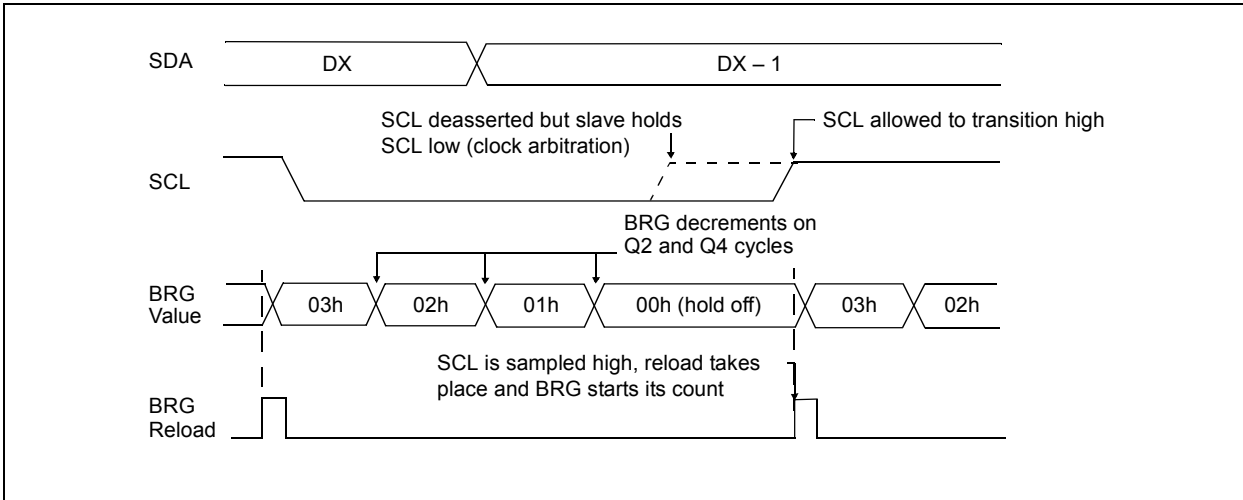 SDA
DX
DX – 1
SCL deasserted but slave holds
SCL low (clock arbitration)
SCL allowed to transition high
SCL
BRG decrements on
Q2 and Q4 cycles
BRG
Value
03h
02h
01h
00h (hold off)
03h
02h
SCL is sampled high, reload takes
place and BRG starts its count
BRG
Reload